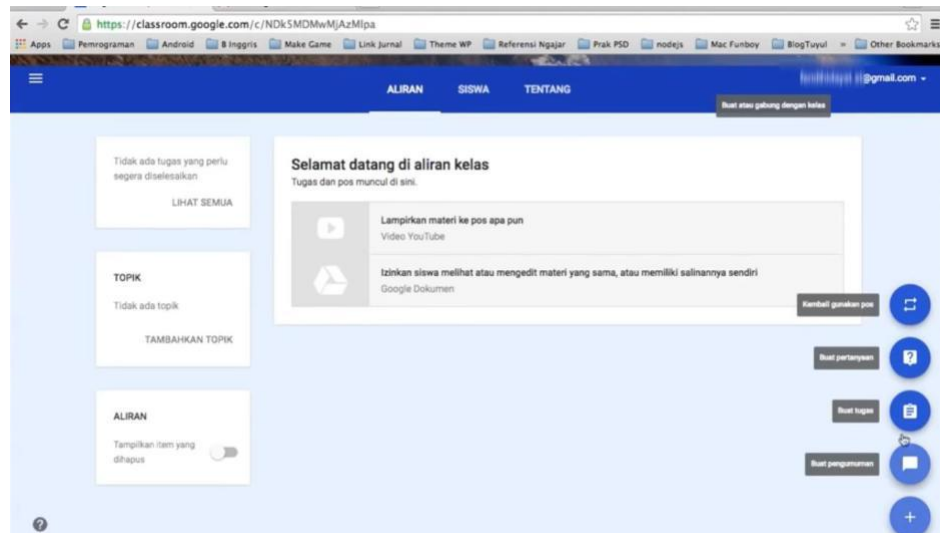 https://classroom.google.com/c/NDk5MDMwMjAzMlpa
Apps Pemrograman Android B Inggris Make Game Link Jurnal Theme WP Referensi Ngajar Prak PSD nodejs Mac Funboy BlogTuyul » Other Bookmarks
ALIRAN SISWA TENTANG
@gmail.com
Buat atau gabung dengan kelas
Tidak ada tugas yang perlu
segera diselesaikan
LIHAT SEMUA
Selamat datang di aliran kelas
Tugas dan pos muncul di sini.
Lampirkan materi ke pos apa pun
Video YouTube
Izinkan siswa melihat atau mengedit materi yang sama, atau memiliki salinannya sendiri
Google Dokumen
TOPIK
Tidak ada topik
TAMBAHKAN TOPIK
Kembali gunakan pos
Buat pertanyaan
ALIRAN
Tampilkan item yang
dihapus
Buat tugas
Buat pengumuman